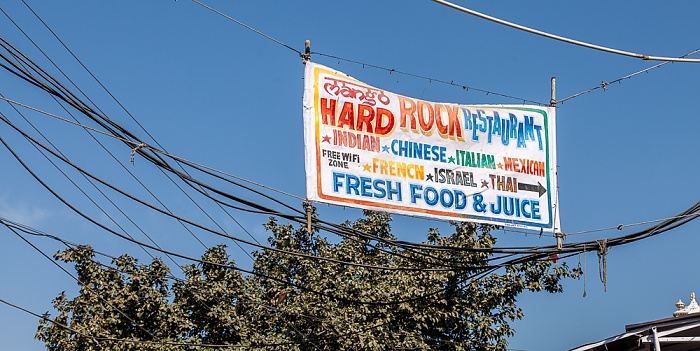 mango
HARD ROCK RESTAURANT
★INDIAN ★CHINESE ★ITALIAN ★MEXICAN
FREE WiFi ZONE ★FRENCH ★ISRAEL ★THAI
FRESH FOOD & JUICE